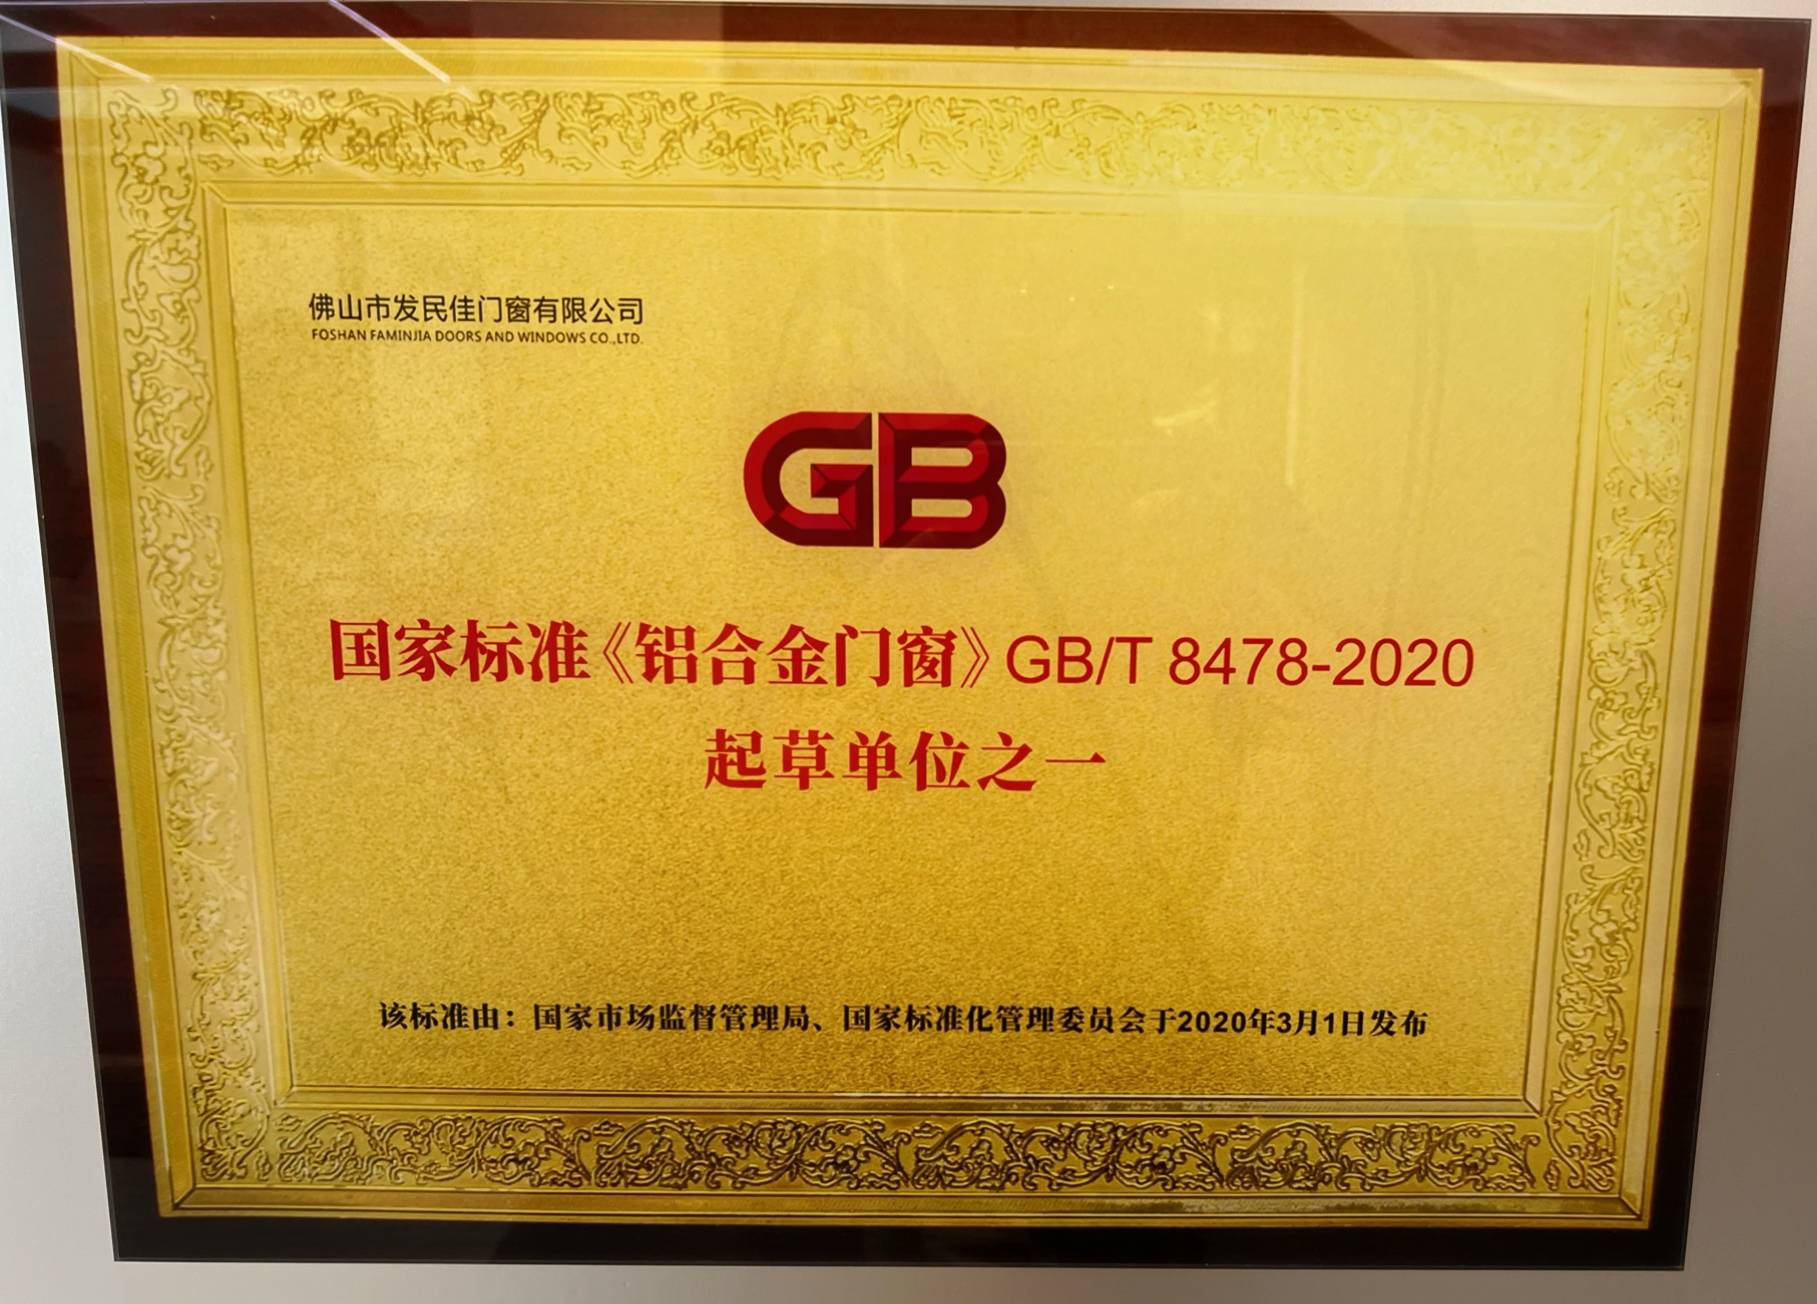 佛山市发民佳门窗有限公司
FOSHAN FAMINJIA DOORS AND WINDOWS CO.,LTD.
GB
国家标准《铝合金门窗》GB/T 8478-2020
起草单位之一
该标准由：国家市场监督管理局、国家标准化管理委员会于2020年3月1日发布